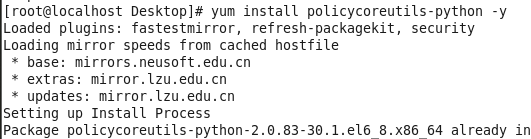 [root@localhost Desktop]# yum install policycoreutils-python -y
Loaded plugins: fastestmirror, refresh-packagekit, security
Loading mirror speeds from cached hostfile
 * base: mirrors.neusoft.edu.cn
 * extras: mirror.lzu.edu.cn
 * updates: mirror.lzu.edu.cn
Setting up Install Process
Package policycoreutils-python-2.0.83-30.1.el6_8.x86_64 already in